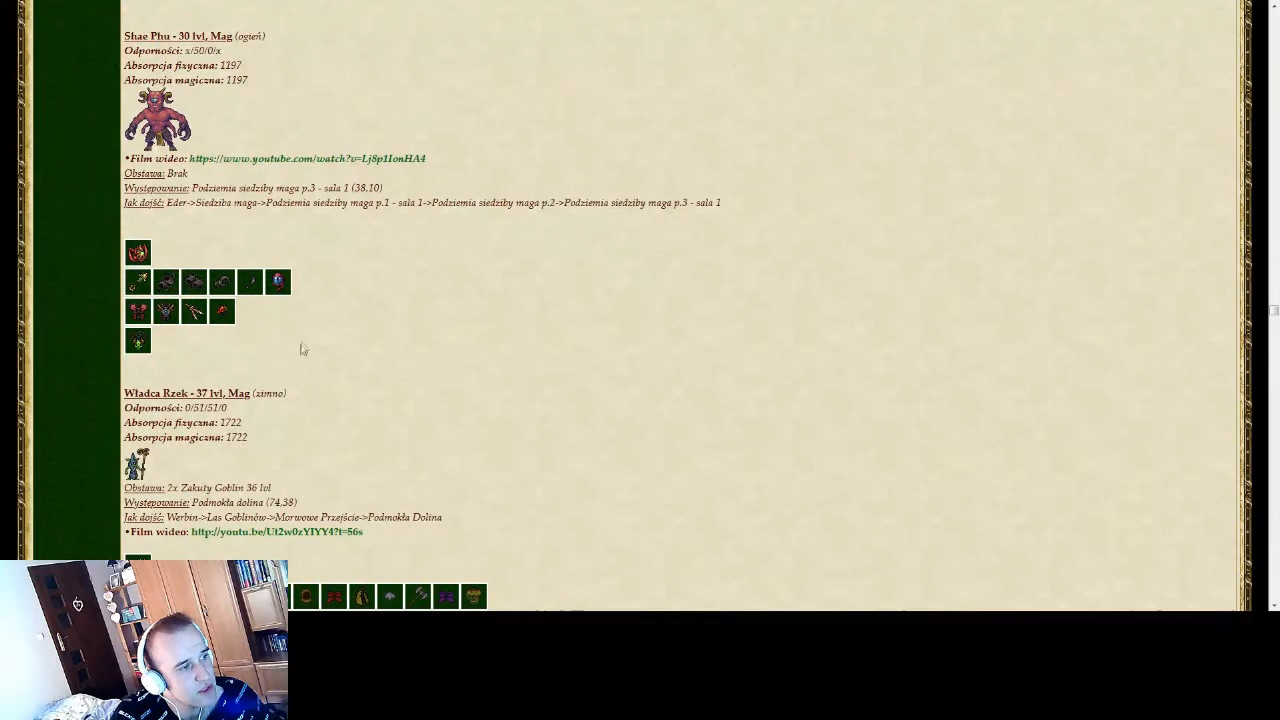 Shae Phu - 30 lvl, Mag (ogień)
Odporności: x/50/0/x
Absorpcja fizyczna: 1197
Absorpcja magiczna: 1197
•Film wideo: https://www.youtube.com/watch?v=Lj8p1IonHA4
Obstawa: Brak
Występowanie: Podziemia siedziby maga p.3 - sala 1 (38,10)
Jak dojść: Eder->Siedziba maga->Podziemia siedziby maga p.1 - sala 1->Podziemia siedziby maga p.2->Podziemia siedziby maga p.3 - sala 1
Władca Rzek - 37 lvl, Mag (zimno)
Odporności: 0/51/51/0
Absorpcja fizyczna: 1722
Absorpcja magiczna: 1722
Obstawa: 2x Zakuty Goblin 36 lvl
Występowanie: Podmokła dolina (74,38)
Jak dojść: Werbin->Las Goblinów->Morwowe Przejście->Podmokła Dolina
•Film wideo: http://youtu.be/Ut2w0zYIYY4?t=56s